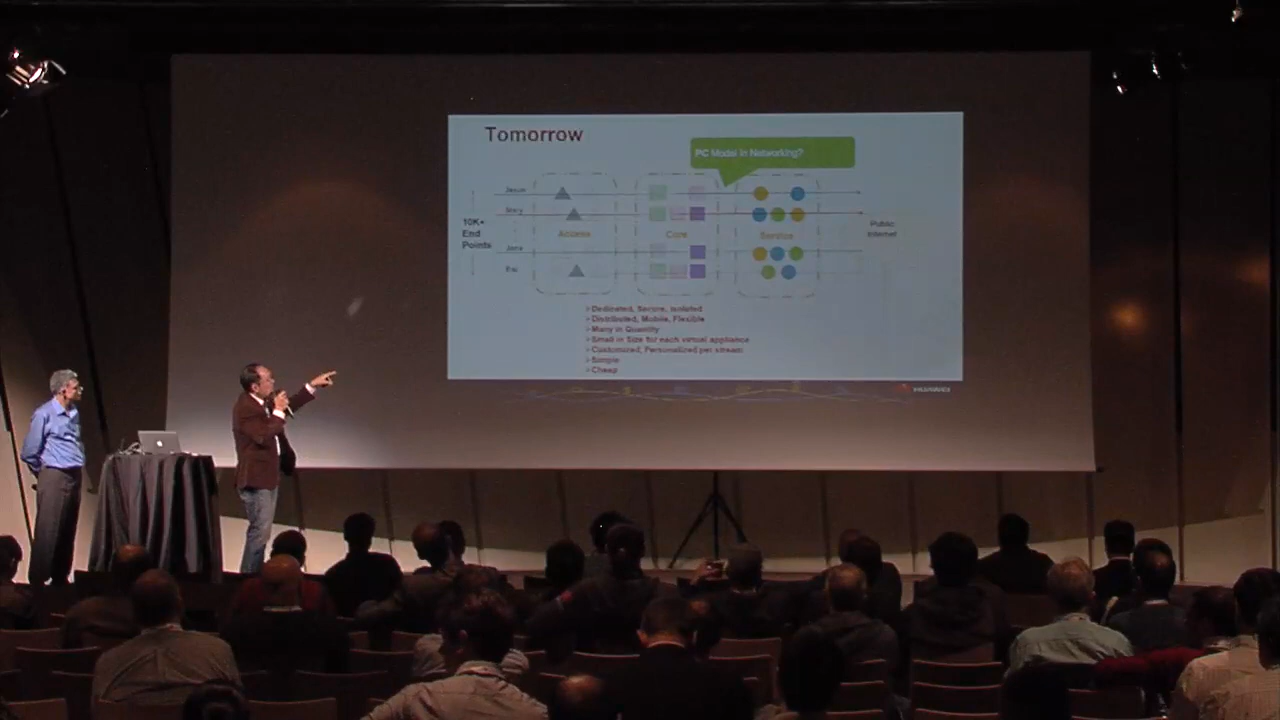 Tomorrow
PC Model in Networking?
Jason
Mary
10K+
End
Points
Access
Core
Service
Public
Internet
Jane
Eric
Dedicated, Secure, Isolated
Distributed, Mobile, Flexible
Many in Quantity
Small in Size for each virtual appliance
Customized, Personalized per stream
Simple
Cheap